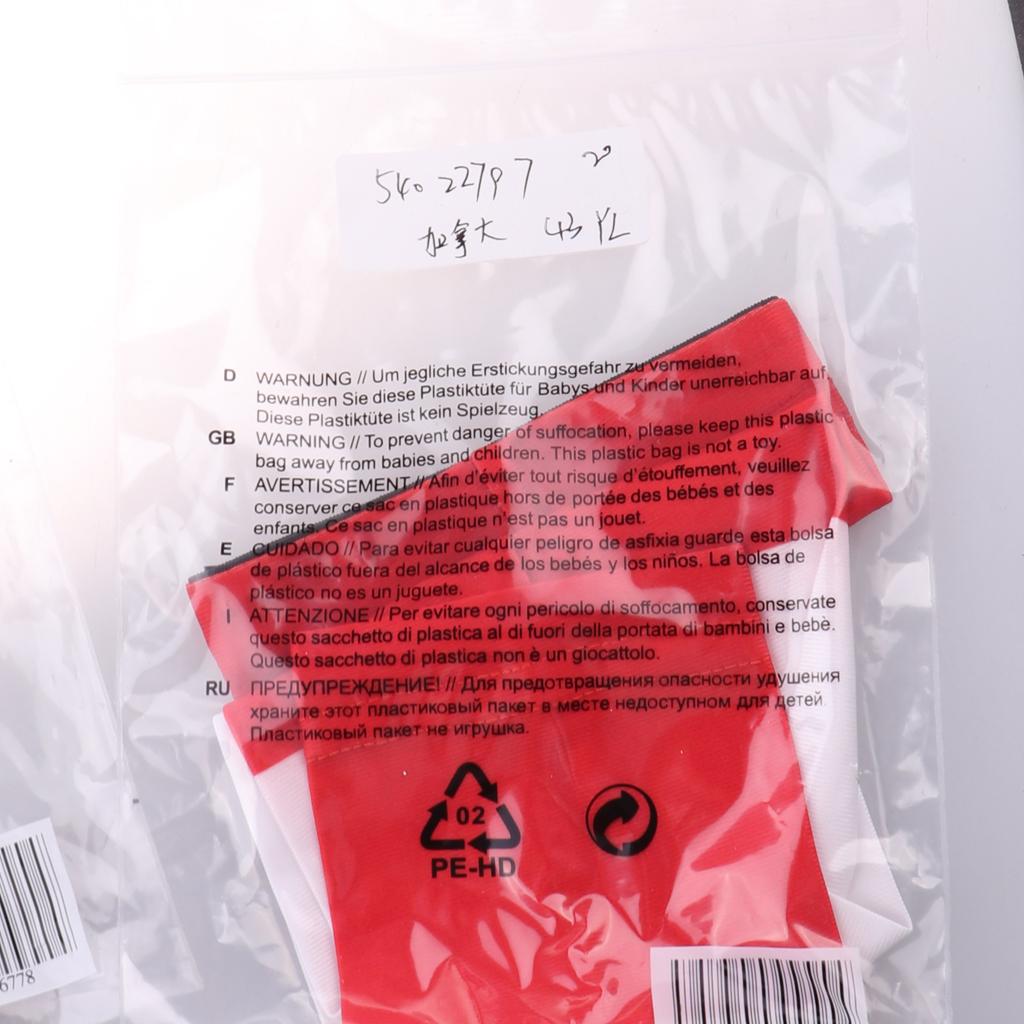 54022797 2°
加拿大 43 YL
D WARNUNG // Um jegliche Erstickungsgefahr zu vermeiden,
bewahren Sie diese Plastiktüte für Babys und Kinder unerreichbar auf.
Diese Plastiktüte ist kein Spielzeug.
GB WARNING // To prevent danger of suffocation, please keep this plastic
bag away from babies and children. This plastic bag is not a toy.
F AVERTISSEMENT // Afin d'éviter tout risque d'étouffement, veuillez
conserver ce sac en plastique hors de portée des bébés et des
enfants. Ce sac en plastique n'est pas un jouet.
E CUIDADO // Para evitar cualquier peligro de asfixia guarde esta bolsa
de plástico fuera del alcance de los bebés y los niños. La bolsa de
plástico no es un juguete.
I ATTENZIONE // Per evitare ogni pericolo di soffocamento, conservate
questo sacchetto di plastica al di fuori della portata di bambini e bebè.
Questo sacchetto di plastica non è un giocattolo.
RU ПРЕДУПРЕЖДЕНИЕ! // Для предотвращения опасности удушения
храните этот пластиковый пакет в месте недоступном для детей
Пластиковый пакет не игрушка.
02
PE-HD
6778